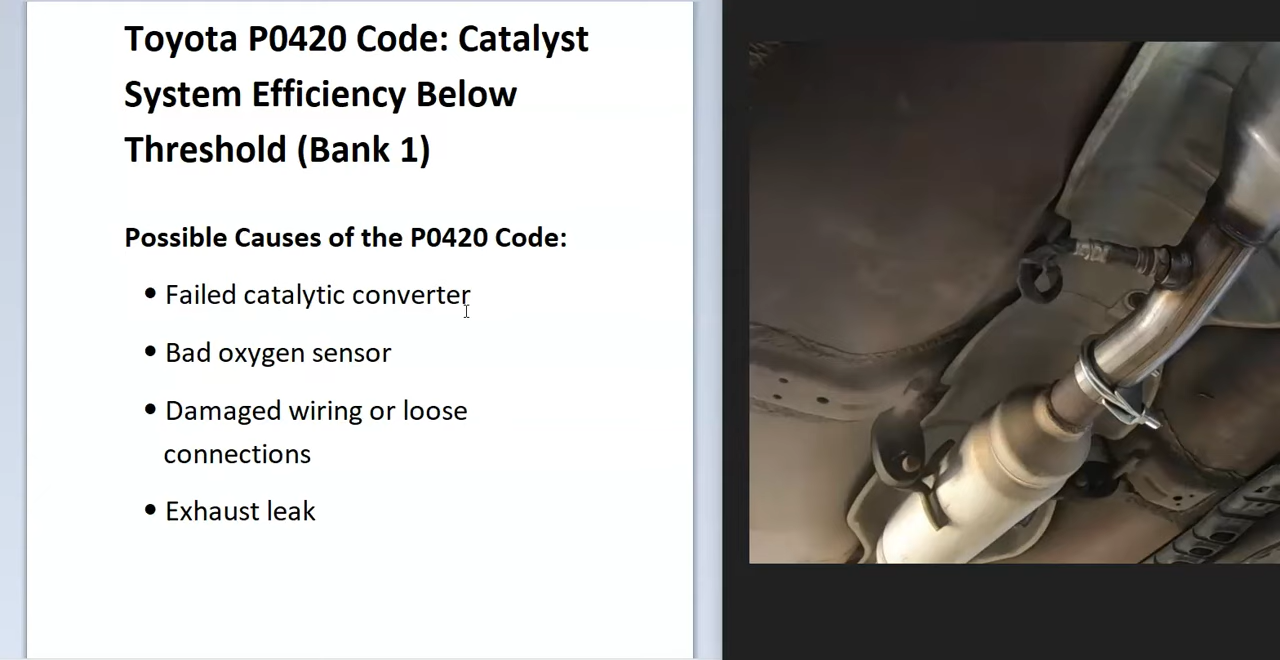 Toyota P0420 Code: Catalyst
System Efficiency Below
Threshold (Bank 1)
Possible Causes of the P0420 Code:
• Failed catalytic converter
• Bad oxygen sensor
• Damaged wiring or loose
connections
• Exhaust leak